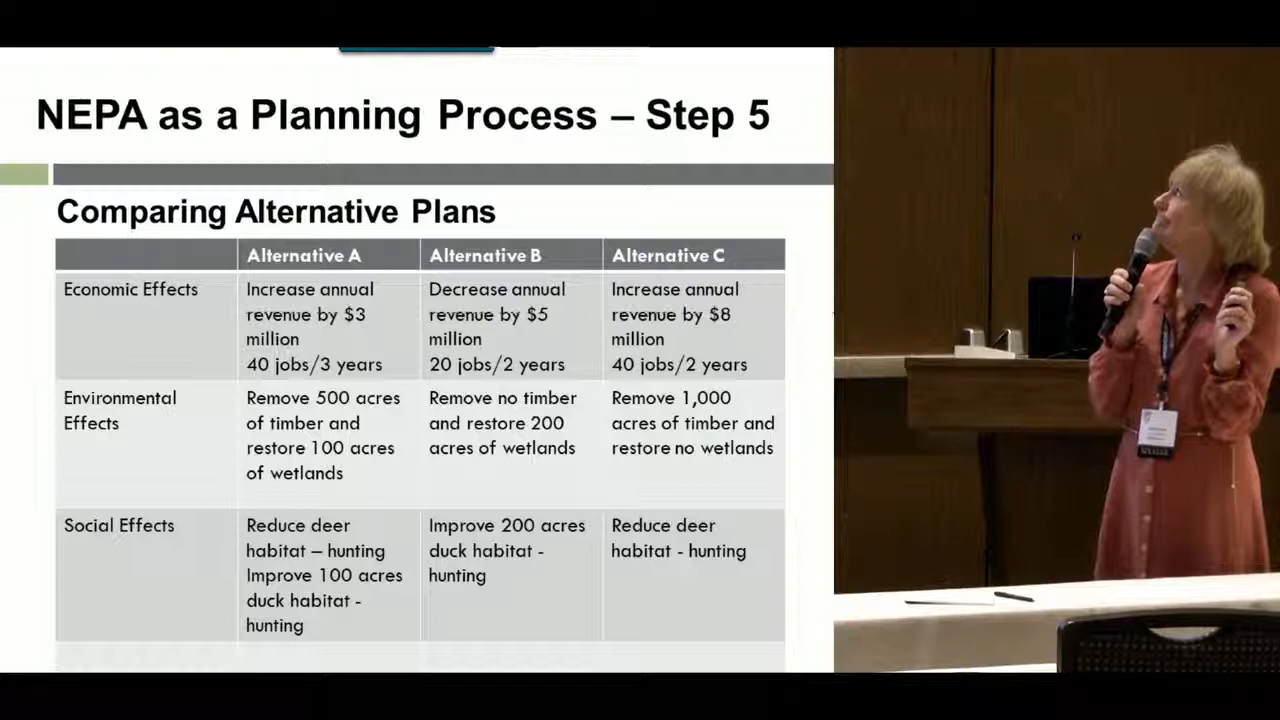 NEPA as a Planning Process – Step 5
Comparing Alternative Plans
Alternative A
Alternative B
Alternative C
Economic Effects
Increase annual
revenue by $3
million
40 jobs/3 years
Decrease annual
revenue by $5
million
20 jobs/2 years
Increase annual
revenue by $8
million
40 jobs/2 years
Environmental
Effects
Remove 500 acres
of timber and
restore 100 acres
of wetlands
Remove no timber
and restore 200
acres of wetlands
Remove 1,000
acres of timber and
restore no wetlands
Social Effects
Reduce deer
habitat – hunting
Improve 100 acres
duck habitat -
hunting
Improve 200 acres
duck habitat -
hunting
Reduce deer
habitat - hunting